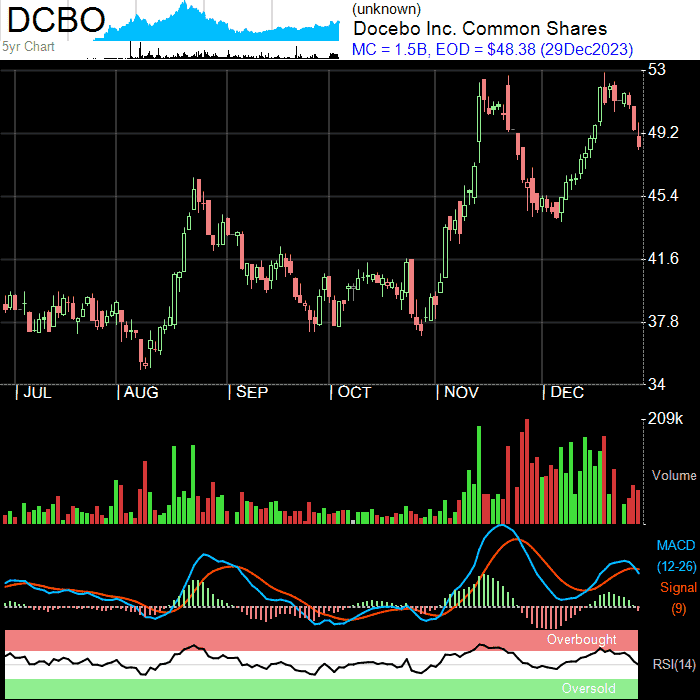 DCBO
5yr Chart
(unknown)
Docebo Inc. Common Shares
MC = 1.5B, EOD = $48.38 (29Dec2023)
53
49.2
45.4
41.6
37.8
34
JUL AUG SEP OCT NOV DEC
209k
Volume
MACD
(12-26)
Signal
(9)
Overbought
RSI(14)
Oversold